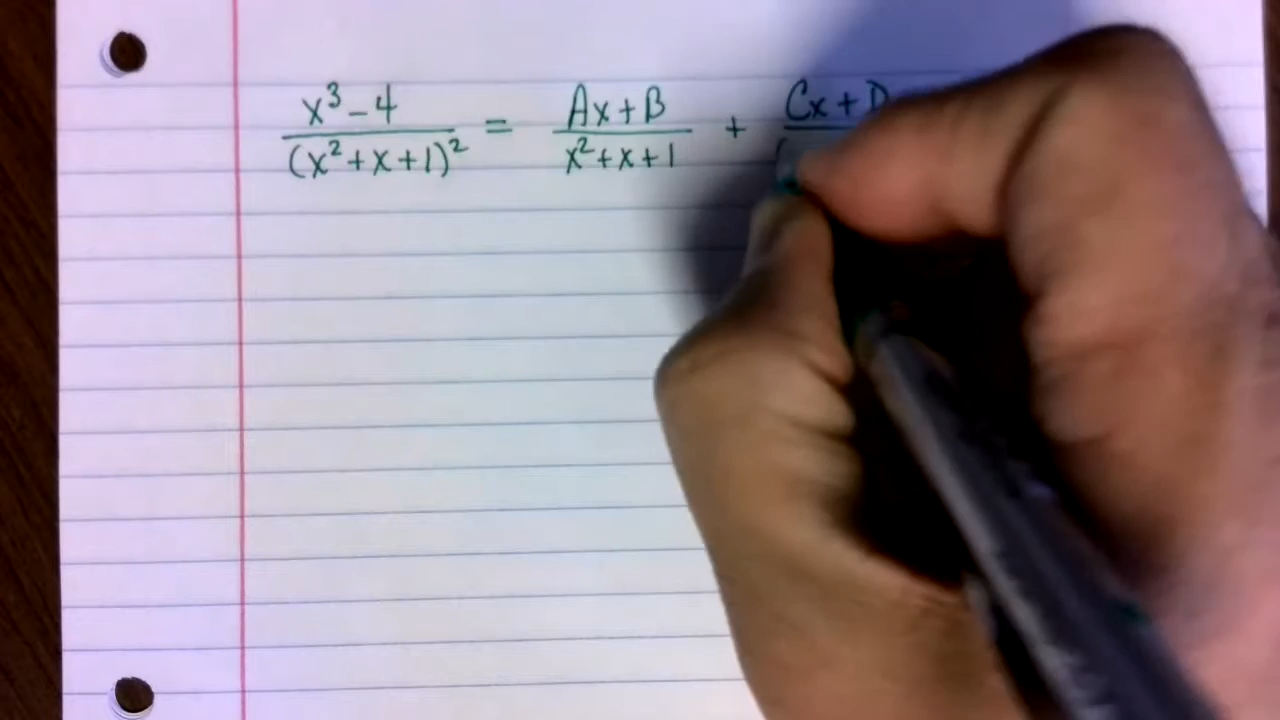 x³-4 / (x²+x+1)² = Ax+B / x²+x+1 + Cx+D / (